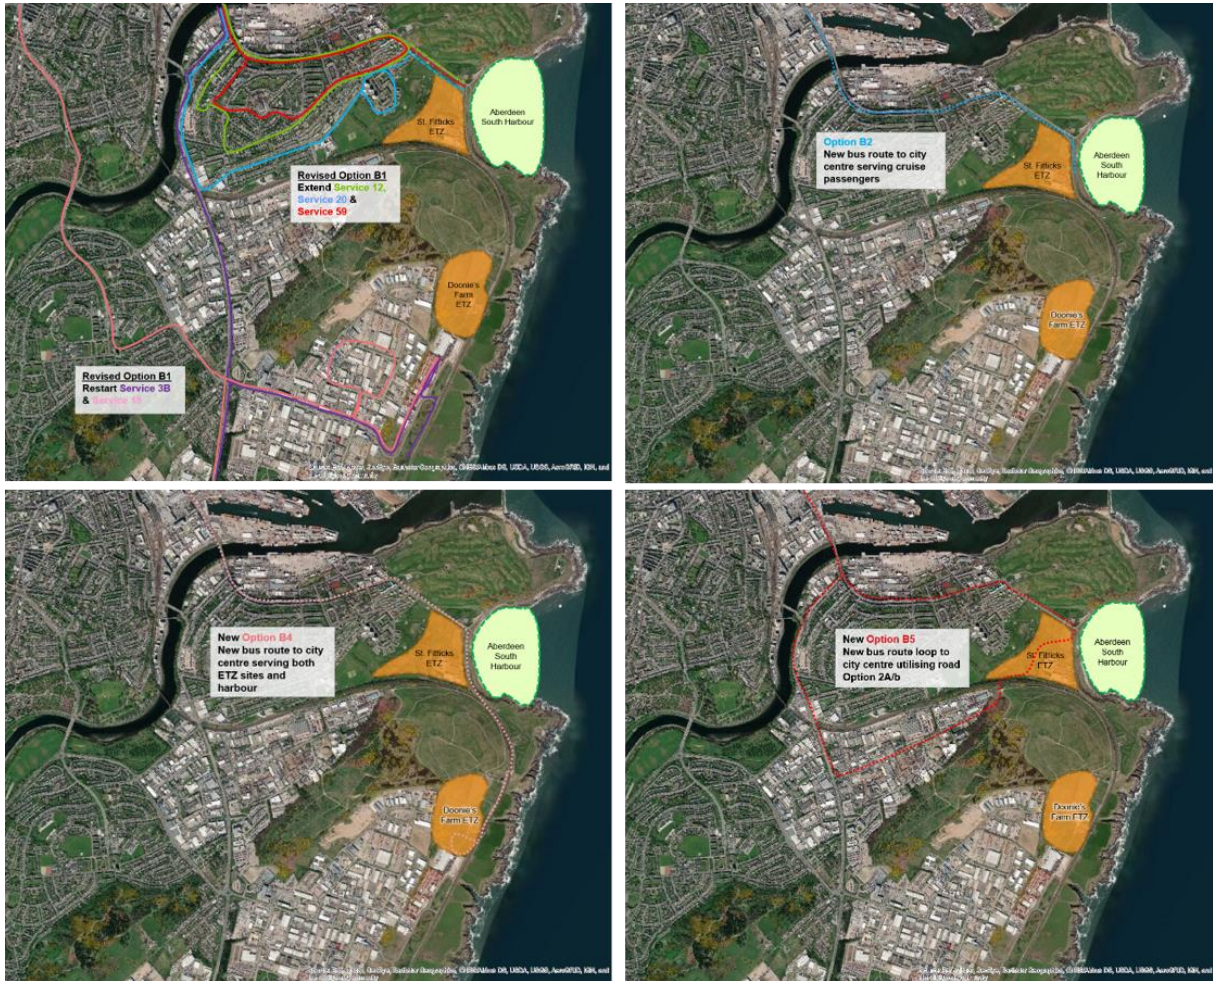 Aberdeen
South Harbour
St. Fitticks
ETZ
Revised Option B1
Extend Service 12,
Service 20 &
Service 59
Doonie's
Farm
ETZ
Revised Option B1
Restart Service 3B
& Service 18
Option B2
New bus route to city
centre serving cruise
passengers
St. Fitticks
ETZ
Aberdeen
South Harbour
Doonie's
Farm ETZ
New Option B4
New bus route to city
centre serving both
ETZ sites and
harbour
St. Fitticks
ETZ
Aberdeen
South
Harbour
Doonie's
Farm ETZ
New Option B5
New bus route loop to
city centre utilising road
Option 2A/b
St. Fitticks
ETZ
Aberdeen
South
Harbour
Doonie's
Farm ETZ